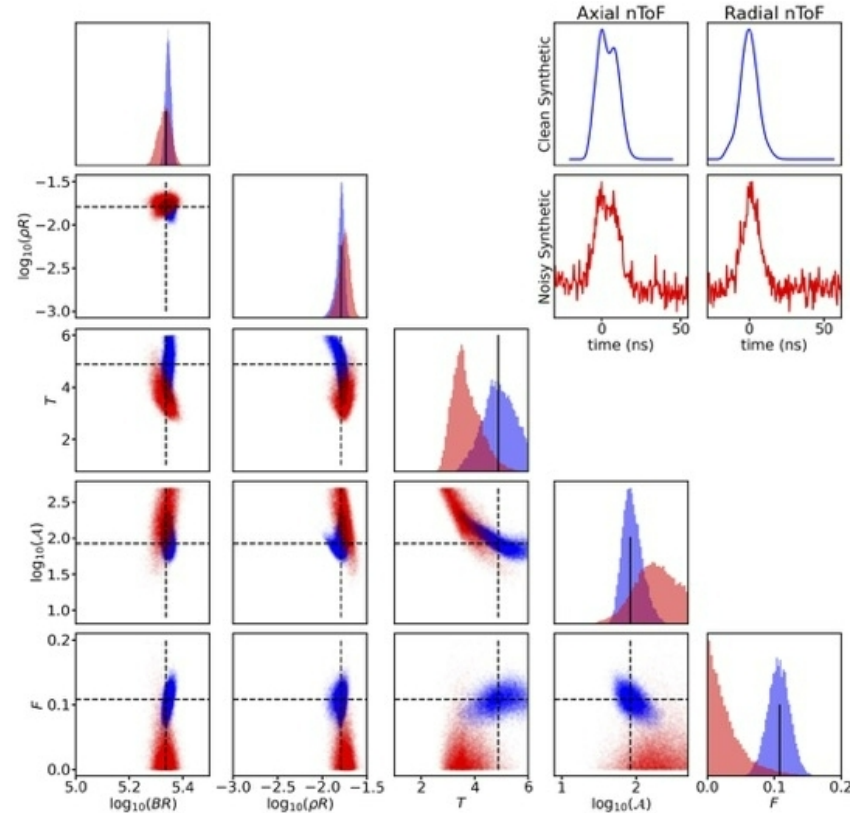 Axial nToF
Radial nToF
Clean Synthetic
−1.5
−2.0
−2.5
−3.0
log₁₀(ρR)
Noisy Synthetic
0
50
0
50
time (ns)
time (ns)
6
4
2
T
2.5
2.0
1.5
1.0
log₁₀(𝒜)
0.2
0.1
0.0
F
5.0
5.2
5.4
−3.0
−2.5
−2.0
−1.5
2
4
6
1
2
0.0
0.1
0.2
log₁₀(BR)
log₁₀(ρR)
T
log₁₀(𝒜)
F